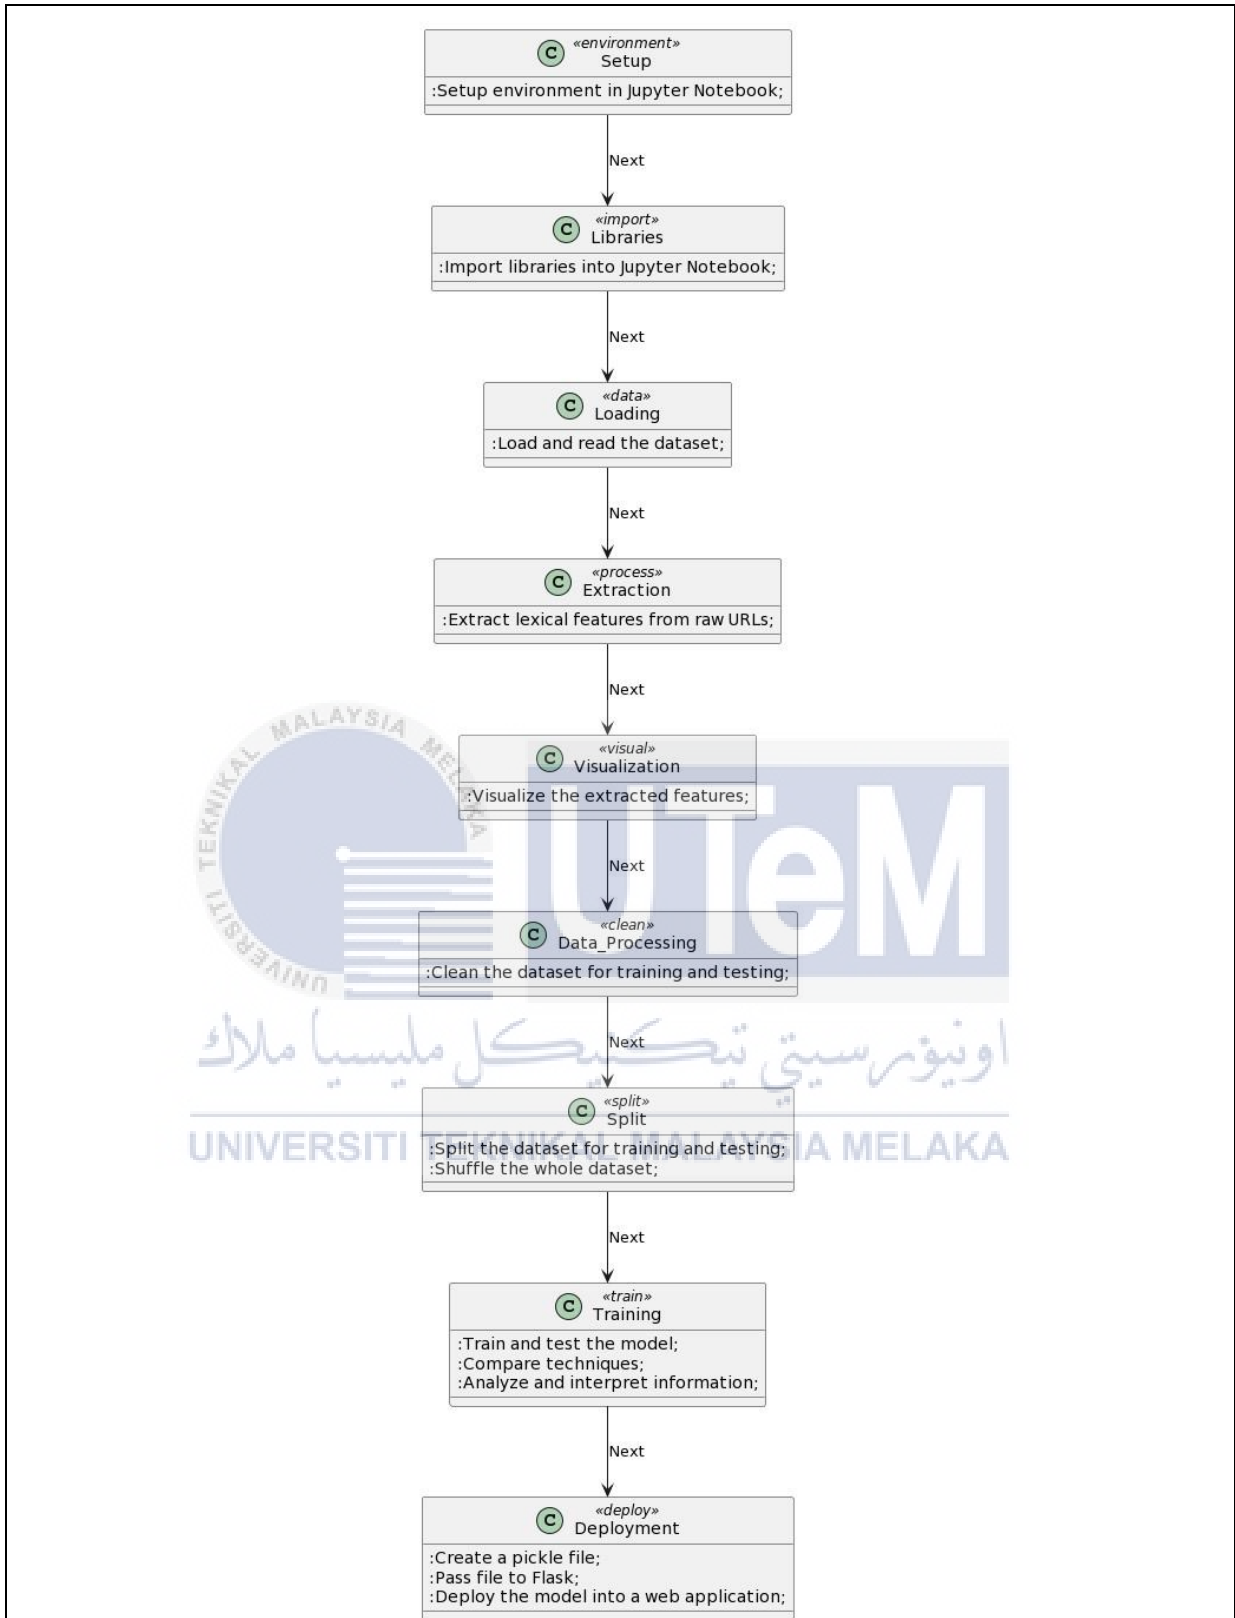 «environment»
C Setup
:Setup environment in Jupyter Notebook;
Next
«import»
C Libraries
:Import libraries into Jupyter Notebook;
Next
«data»
C Loading
:Load and read the dataset;
Next
«process»
C Extraction
:Extract lexical features from raw URLs;
Next
UNIVERSITI TEKNIKAL MALAYSIA MELAKA
«visual»
C Visualization
:Visualize the extracted features;
Next
UTeM
«clean»
C Data_Processing
:Clean the dataset for training and testing;
Next
اونيۏرسيتي تيكنيكل مليسيا ملاك
«split»
C Split
UNIVERSITI TEKNIKAL MALAYSIA MELAKA
:Split the dataset for training and testing;
:Shuffle the whole dataset;
Next
«train»
C Training
:Train and test the model;
:Compare techniques;
:Analyze and interpret information;
Next
«deploy»
C Deployment
:Create a pickle file;
:Pass file to Flask;
:Deploy the model into a web application;